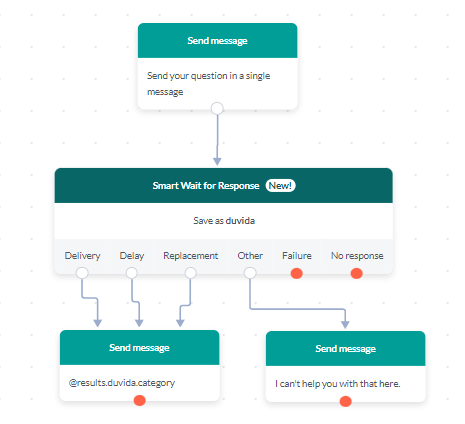 Send message
Send your question in a single
message
Smart Wait for Response New!
Save as duvida
Delivery Delay Replacement Other Failure No response
Send message
@results.duvida.category
Send message
I can't help you with that here.